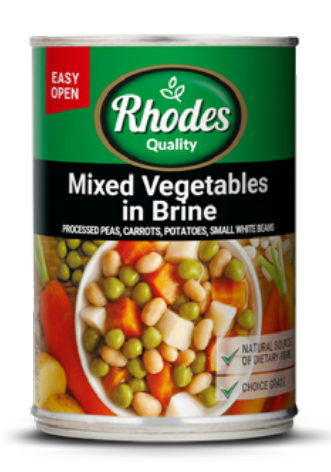 EASY
OPEN
Rhodes
Quality
Mixed Vegetables
in Brine
PROCESSED PEAS, CARROTS, POTATOES, SMALL WHITE BEANS
NATURAL SOURCE
OF DIETARY FIBRE
CHOICE GRADE